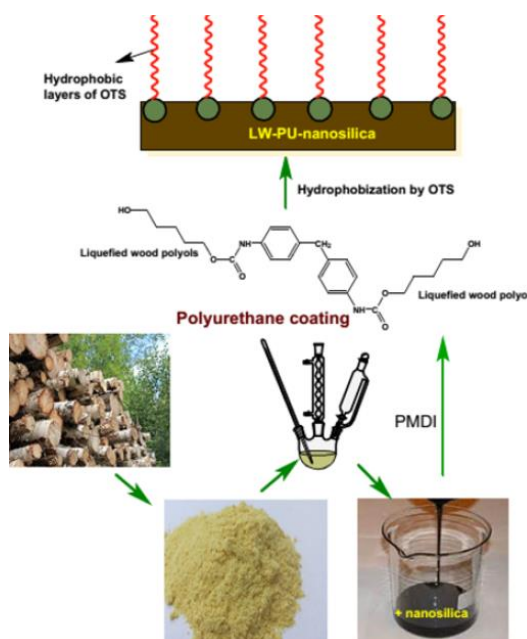 Hydrophobic
layers of OTS
LW-PU-nanosilica
Hydrophobization by OTS
HO
NH
CH2
Liquefied wood polyols
O
C
O
OH
O
NH
C
O
Liquefied wood polyo
Polyurethane coating
PMDI
+ nanosilica